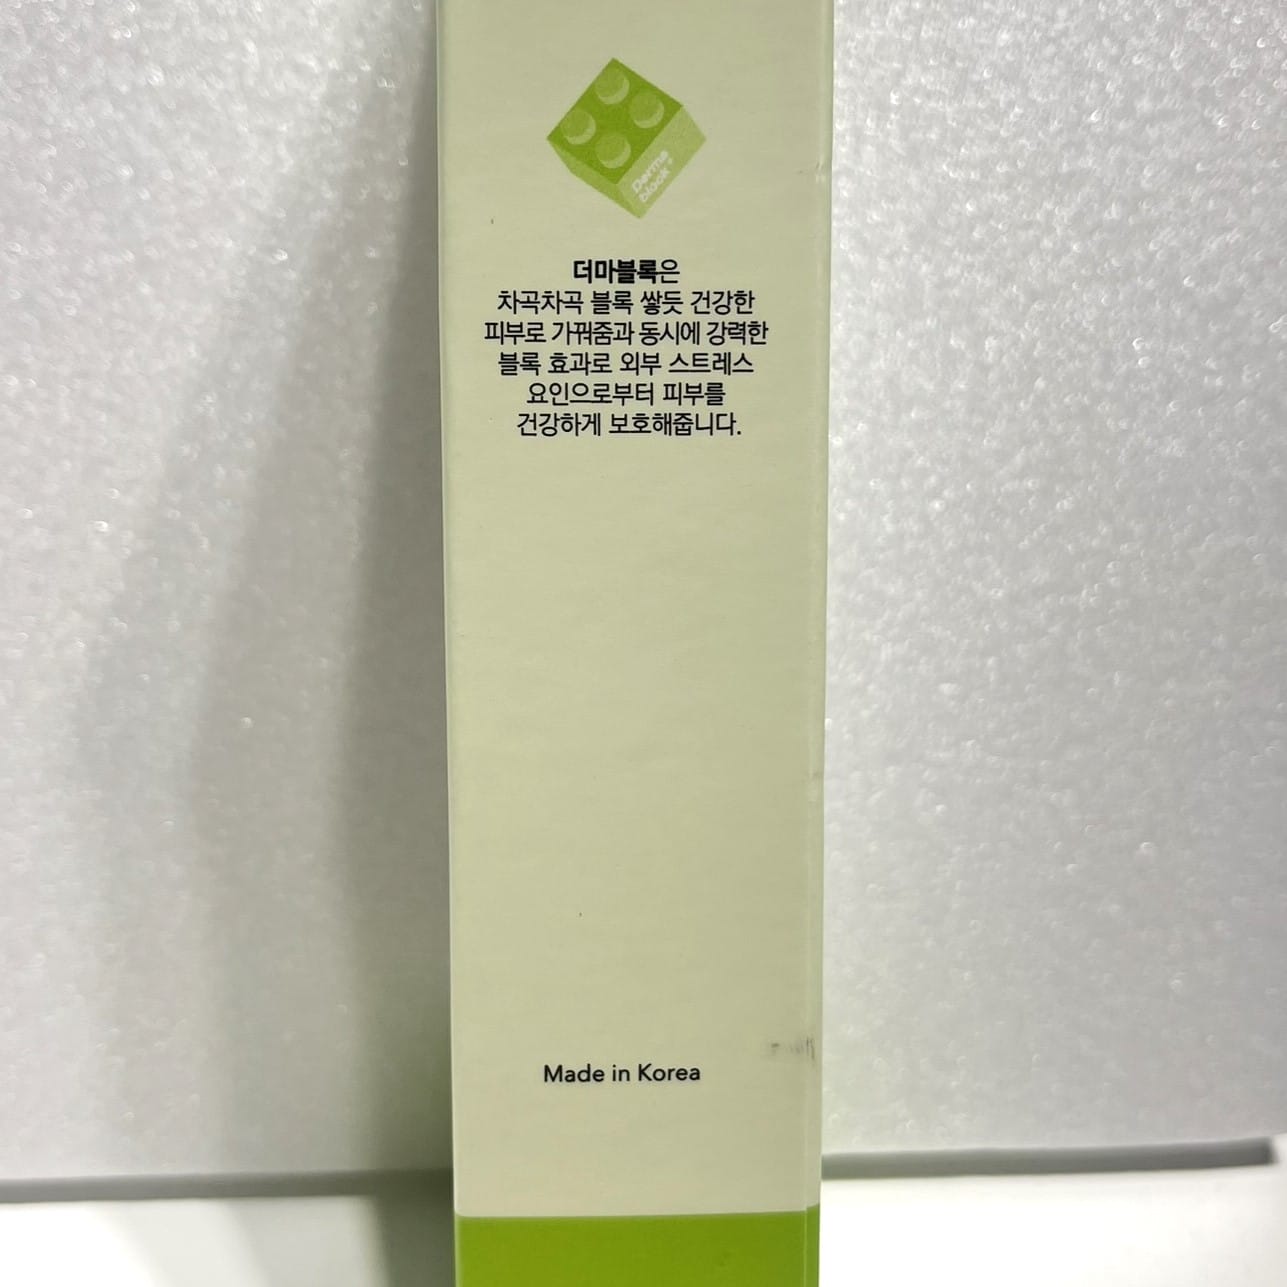 Derma
block
더마블록은
차곡차곡 블록 쌓듯 건강한
피부로 가꿔줌과 동시에 강력한
블록 효과로 외부 스트레스
요인으로부터 피부를
건강하게 보호해줍니다.
Made in Korea